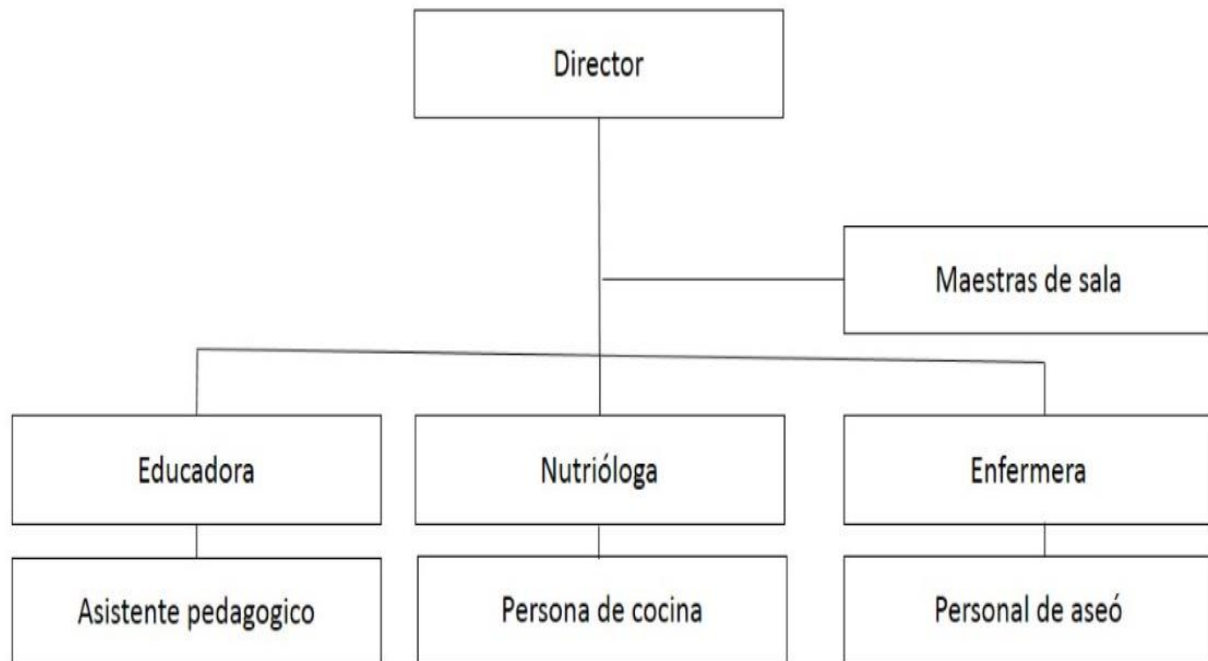 Director
Maestras de sala
Educadora
Nutrióloga
Enfermera
Asistente pedagogico
Persona de cocina
Personal de aseó